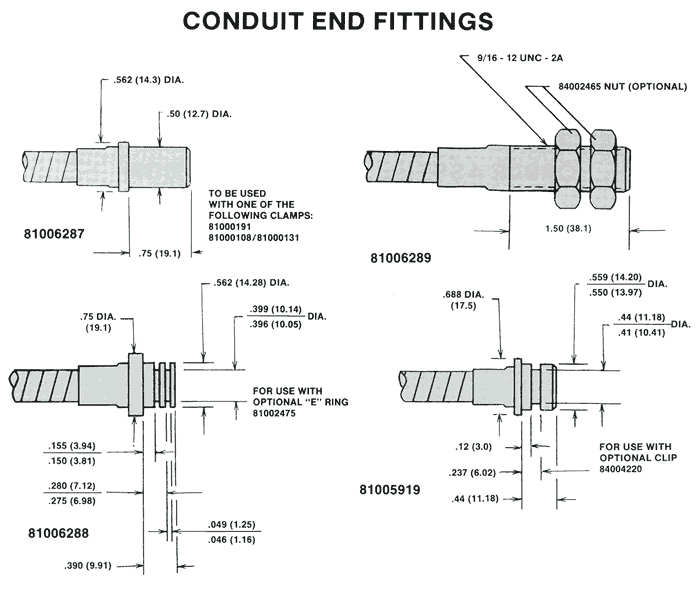 CONDUIT END FITTINGS
.562 (14.3) DIA.
.50 (12.7) DIA.
TO BE USED
WITH ONE OF THE
FOLLOWING CLAMPS:
81000191
81000108/81000131
81006287
.75 (19.1)
9/16 - 12 UNC - 2A
84002465 NUT (OPTIONAL)
1.50 (38.1)
81006289
.562 (14.28) DIA.
.75 DIA.
(19.1)
.399 (10.14)
.396 (10.05)
DIA.
FOR USE WITH
OPTIONAL "E" RING
81002475
.155 (3.94)
.150 (3.81)
.280 (7.12)
.275 (6.98)
81006288
.049 (1.25)
.046 (1.16)
.390 (9.91)
.688 DIA.
(17.5)
.559 (14.20)
.550 (13.97)
DIA.
.44 (11.18)
.41 (10.41)
DIA.
.12 (3.0)
.237 (6.02)
.44 (11.18)
FOR USE WITH
OPTIONAL CLIP
84004220
81005919